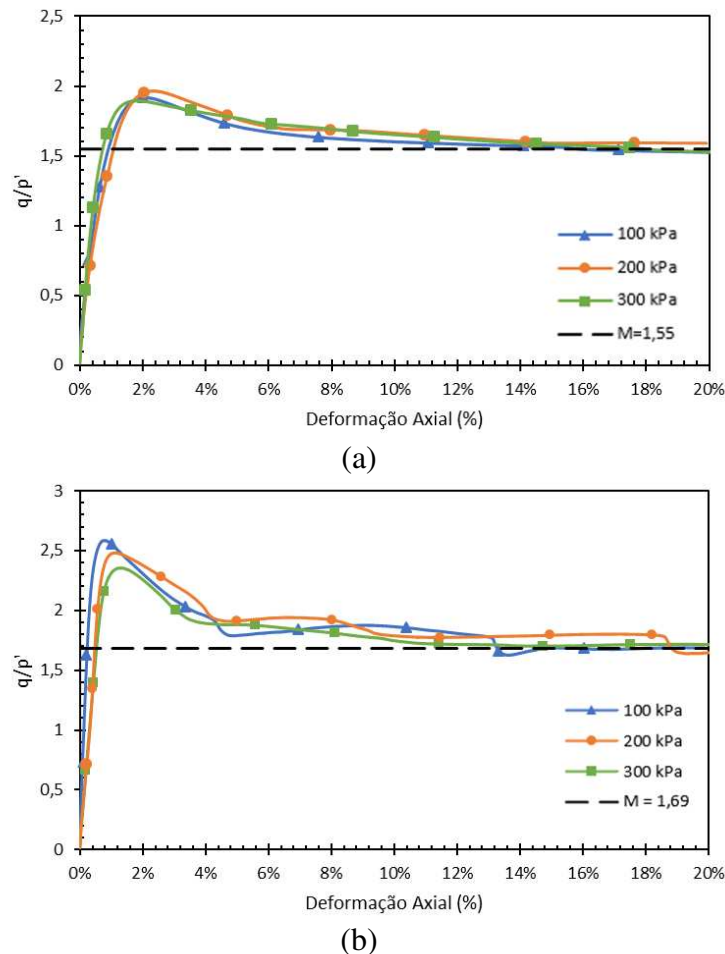 2,5
2
1,5
1
0,5
0
q/p'
0% 2% 4% 6% 8% 10% 12% 14% 16% 18% 20%
Deformação Axial (%)
100 kPa
200 kPa
300 kPa
M=1,55
(a)
3
2,5
2
1,5
1
0,5
0
q/p'
0% 2% 4% 6% 8% 10% 12% 14% 16% 18% 20%
Deformação Axial (%)
100 kPa
200 kPa
300 kPa
M = 1,69
(b)